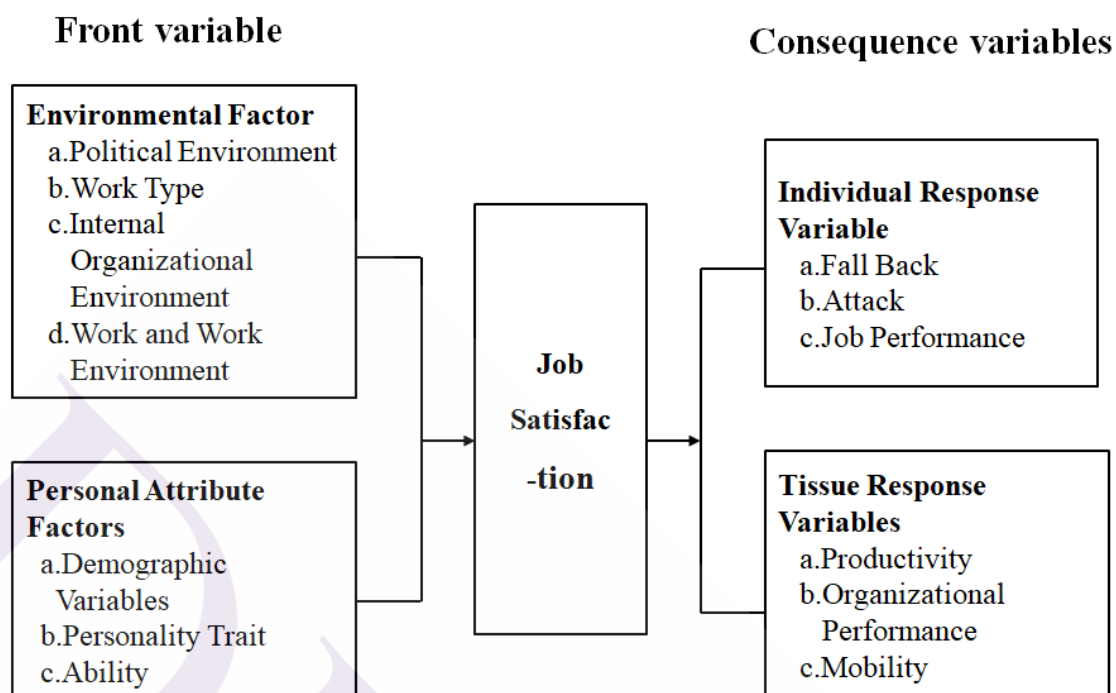 Front variable
Environmental Factor
a.Political Environment
b.Work Type
c.Internal
Organizational
Environment
d.Work and Work
Environment
Personal Attribute
Factors
a.Demographic
Variables
b.Personality Trait
c.Ability
Job
Satisfac
-tion
Consequence variables
Individual Response
Variable
a.Fall Back
b.Attack
c.Job Performance
Tissue Response
Variables
a.Productivity
b.Organizational
Performance
c.Mobility